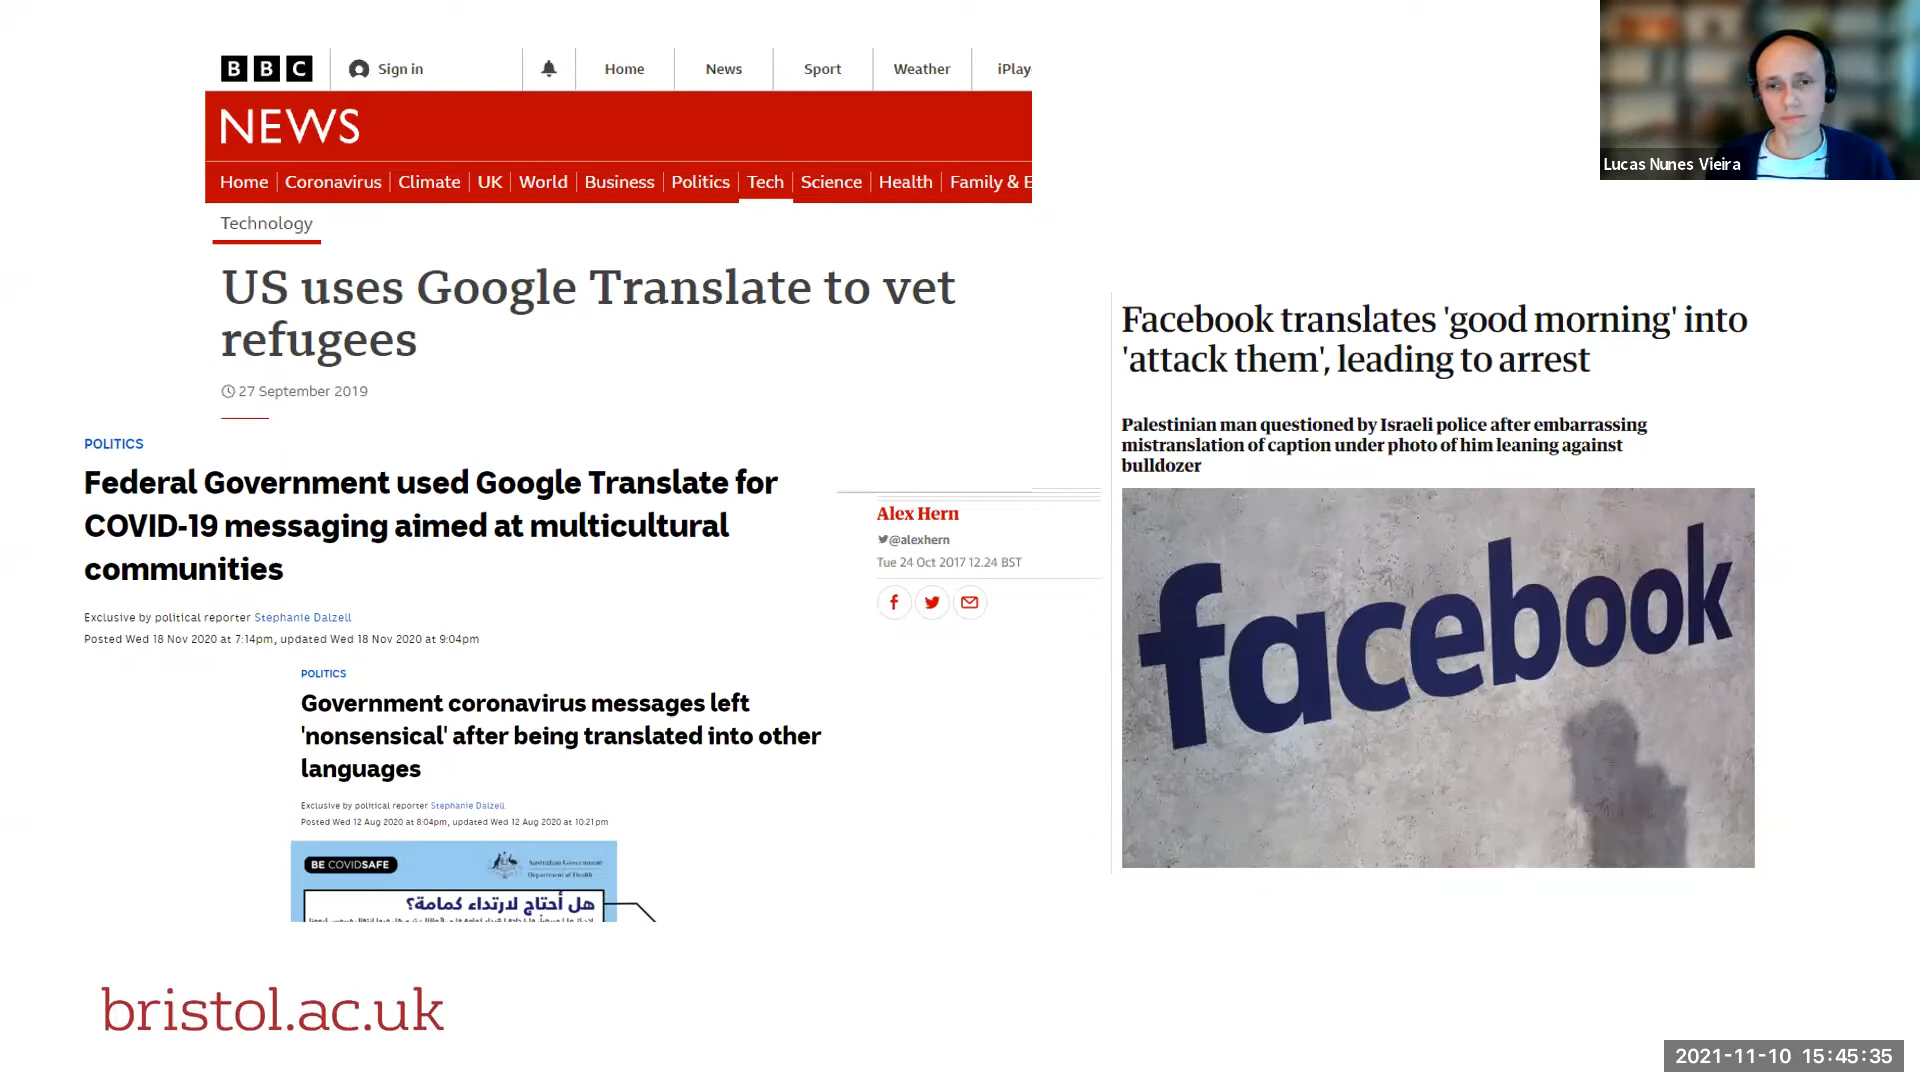 BBC Sign in Home News Sport Weather iPlay
NEWS
Home Coronavirus Climate UK World Business Politics Tech Science Health Family & E
Technology
US uses Google Translate to vet
refugees
27 September 2019
POLITICS
Federal Government used Google Translate for
COVID-19 messaging aimed at multicultural
communities
Exclusive by political reporter Stephanie Dalzell
Posted Wed 18 Nov 2020 at 7:14pm, updated Wed 18 Nov 2020 at 9:04pm
POLITICS
Government coronavirus messages left
'nonsensical' after being translated into other
languages
Exclusive by political reporter Stephanie Dalzell
Posted Wed 12 Aug 2020 at 8:04pm, updated Wed 12 Aug 2020 at 10:21pm
BE COVIDSAFE
Australian Government
Department of Health
هل أحتاج لارتداء كمامة؟
Alex Hern
@alexhern
Tue 24 Oct 2017 12.24 BST
Facebook translates 'good morning' into
'attack them', leading to arrest
Palestinian man questioned by Israeli police after embarrassing
mistranslation of caption under photo of him leaning against
bulldozer
facebook
Lucas Nunes Vieira
bristol.ac.uk
2021-11-10 15:45:35